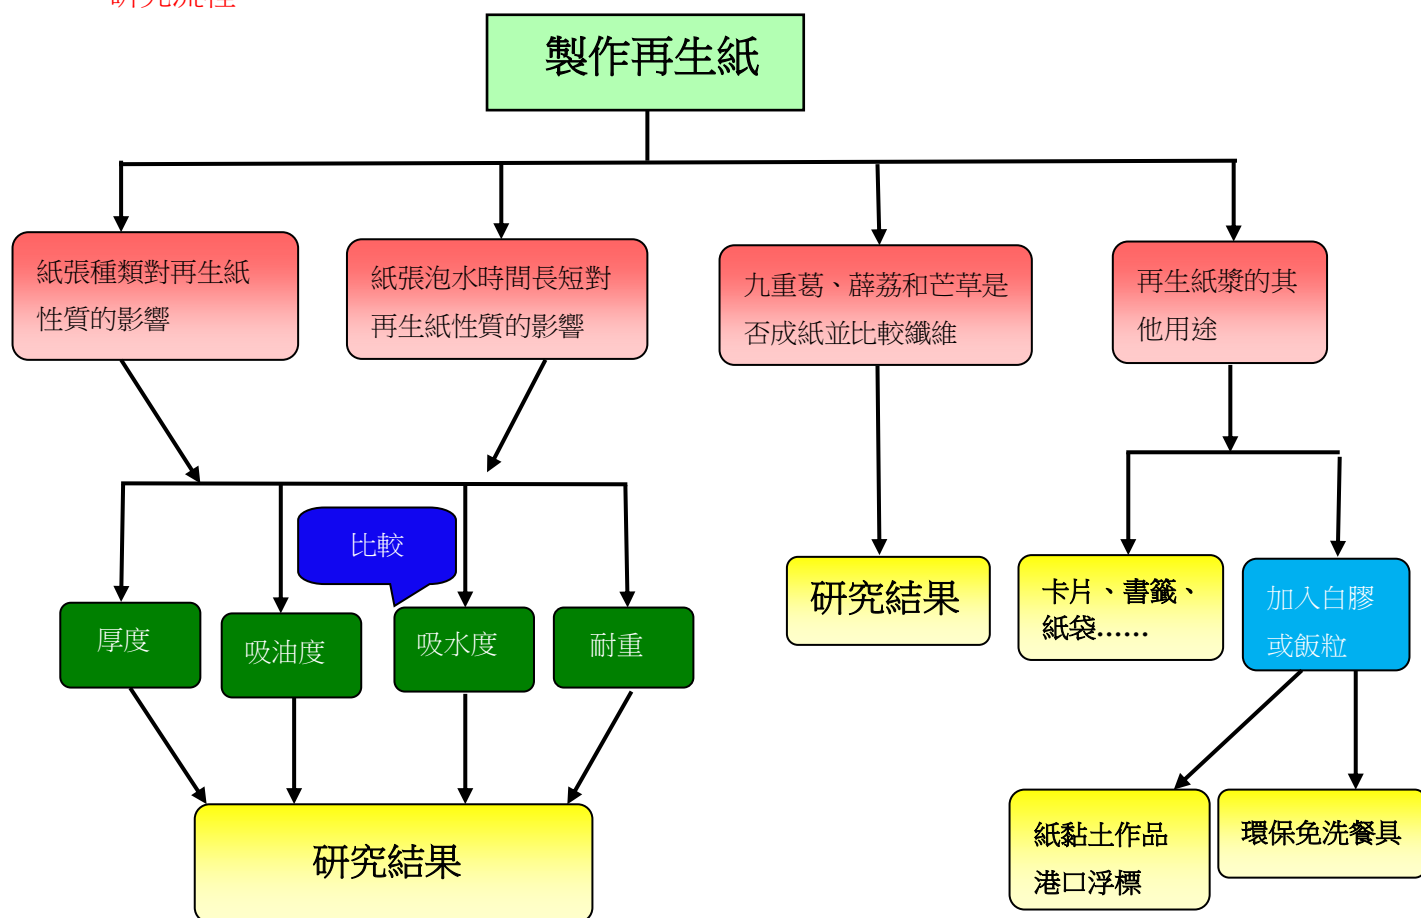 研究流程
製作再生紙
紙張種類對再生紙
性質的影響
紙張泡水時間長短對
再生紙性質的影響
九重葛、薜荔和芒草是
否成紙並比較纖維
再生紙漿的其
他用途
比較
厚度
吸油度
吸水度
耐重
研究結果
卡片、書籤、
紙袋……
加入白膠
或飯粒
研究結果
紙黏土作品
港口浮標
環保免洗餐具